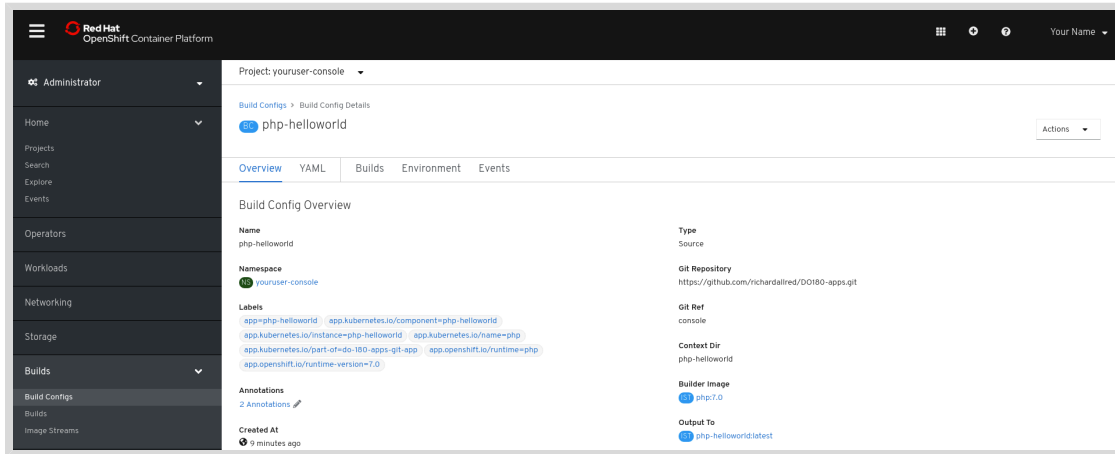 Red Hat
OpenShift Container Platform
Your Name
Administrator
Home
Projects
Search
Explore
Events
Operators
Workloads
Networking
Storage
Builds
Build Configs
Builds
Image Streams
Project: youruser-console
Build Configs > Build Config Details
BC php-helloworld
Actions
Overview YAML Builds Environment Events
Build Config Overview
Name
php-helloworld
Namespace
NS youruser-console
Labels
app=php-helloworld app.kubernetes.io/component=php-helloworld
app.kubernetes.io/instance=php-helloworld app.kubernetes.io/name=php
app.kubernetes.io/part-of=do-180-apps-git-app app.openshift.io/runtime=php
app.openshift.io/runtime-version=7.0
Annotations
2 Annotations
Created At
9 minutes ago
Type
Source
Git Repository
https://github.com/richardallred/DO180-apps.git
Git Ref
console
Context Dir
php-helloworld
Builder Image
IST php:7.0
Output To
IST php-helloworld:latest